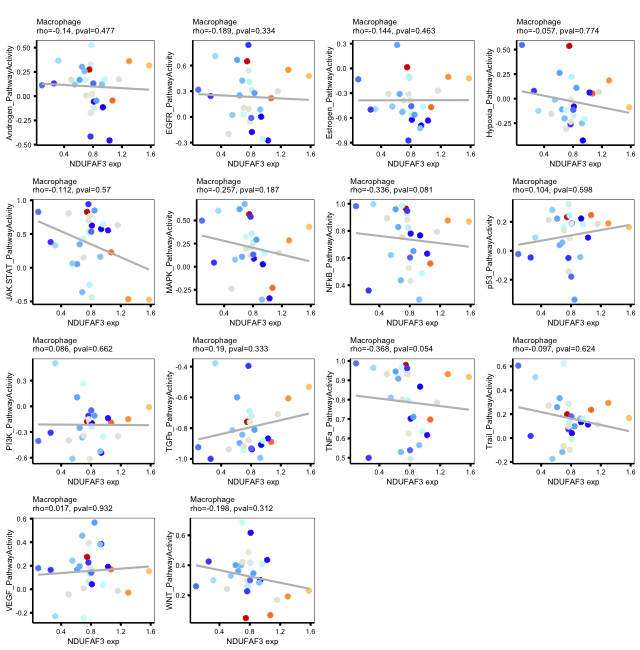 Macrophage
rho=-0.14, pval=0.477
Androgen_PathwayActivity
0.50
0.25
0.00
-0.25
-0.50
0.4 0.8 1.2 1.6
NDUFAF3 exp
Macrophage
rho=-0.189, pval=0.334
EGFR_PathwayActivity
0.9
0.6
0.3
0.0
-0.3
0.4 0.8 1.2 1.6
NDUFAF3 exp
Macrophage
rho=-0.144, pval=0.463
Estrogen_PathwayActivity
0.3
0.0
-0.3
-0.6
-0.9
0.4 0.8 1.2 1.6
NDUFAF3 exp
Macrophage
rho=-0.057, pval=0.774
Hypoxia_PathwayActivity
0.50
0.25
0.00
-0.25
0.4 0.8 1.2 1.6
NDUFAF3 exp
Macrophage
rho=-0.112, pval=0.57
JAK-STAT_PathwayActivity
1.0
0.5
0.0
-0.5
0.4 0.8 1.2 1.6
NDUFAF3 exp
Macrophage
rho=-0.257, pval=0.187
MAPK_PathwayActivity
0.50
0.25
0.00
-0.25
0.4 0.8 1.2 1.6
NDUFAF3 exp
Macrophage
rho=-0.336, pval=0.081
NFkB_PathwayActivity
1.0
0.8
0.6
0.4
0.4 0.8 1.2 1.6
NDUFAF3 exp
Macrophage
rho=0.104, pval=0.598
p53_PathwayActivity
0.2
0.0
-0.2
0.4 0.8 1.2 1.6
NDUFAF3 exp
Macrophage
rho=0.086, pval=0.662
PI3K_PathwayActivity
0.3
0.0
-0.3
-0.6
0.4 0.8 1.2 1.6
NDUFAF3 exp
Macrophage
rho=0.19, pval=0.333
TGFb_PathwayActivity
-0.4
-0.6
-0.8
-1.0
0.4 0.8 1.2 1.6
NDUFAF3 exp
Macrophage
rho=-0.368, pval=0.054
TNFa_PathwayActivity
1.0
0.9
0.8
0.7
0.6
0.5
0.4 0.8 1.2 1.6
NDUFAF3 exp
Macrophage
rho=-0.097, pval=0.624
Trail_PathwayActivity
0.6
0.4
0.2
0.0
-0.2
0.4 0.8 1.2 1.6
NDUFAF3 exp
Macrophage
rho=0.017, pval=0.932
VEGF_PathwayActivity
0.6
0.4
0.2
0.0
-0.2
0.4 0.8 1.2 1.6
NDUFAF3 exp
Macrophage
rho=-0.198, pval=0.312
WNT_PathwayActivity
0.6
0.4
0.2
0.4 0.8 1.2 1.6
NDUFAF3 exp